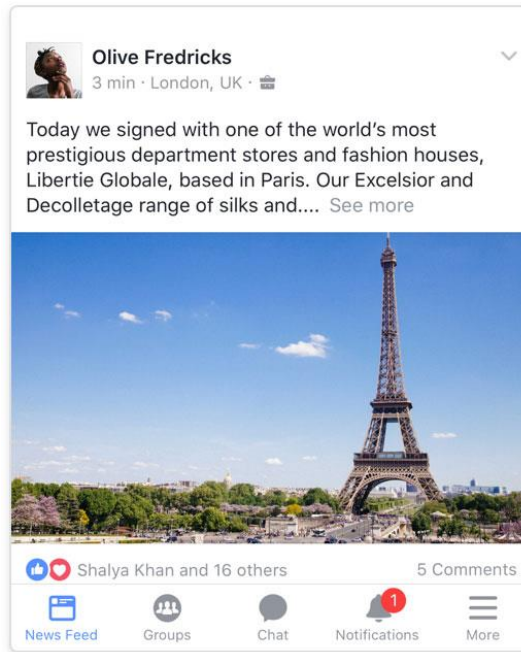 Olive Fredricks
3 min · London, UK ·
Today we signed with one of the world's most
prestigious department stores and fashion houses,
Libertie Globale, based in Paris. Our Excelsior and
Decolletage range of silks and.... See more
Shalya Khan and 16 others
5 Comments
1
News Feed
Groups
Chat
Notifications
More